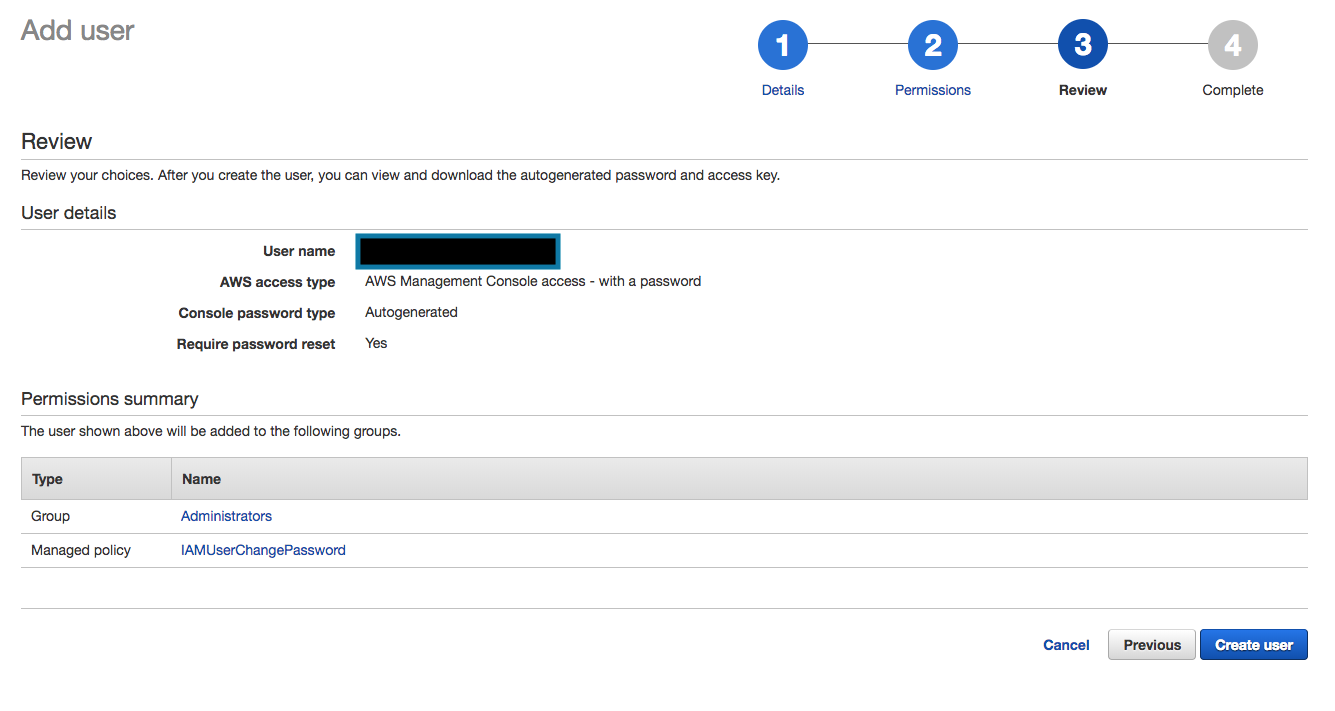 Add user
1 2 3 4
Details Permissions Review Complete
Review
Review your choices. After you create the user, you can view and download the autogenerated password and access key.
User details
User name
AWS access type AWS Management Console access - with a password
Console password type Autogenerated
Require password reset Yes
Permissions summary
The user shown above will be added to the following groups.
Type Name
Group Administrators
Managed policy IAMUserChangePassword
Cancel Previous Create user